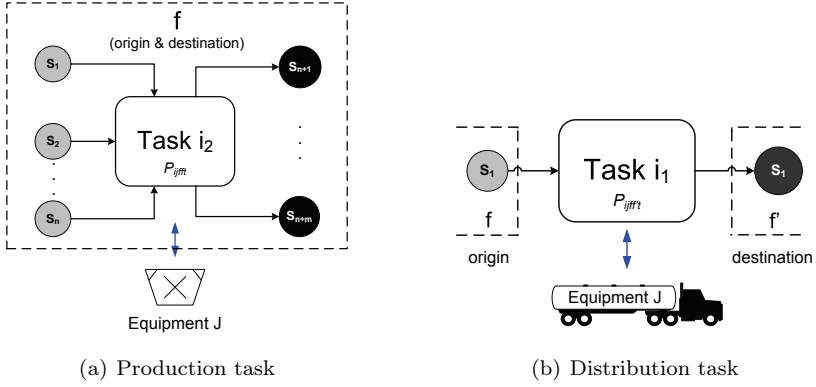 f
(origin & destination)
S1
Sn+1
Task i2
Pijfft
S2
.
.
.
.
.
.
Sn
Sn+m
Equipment J
(a) Production task
S1
Task i1
Pijff't
S1
f
f'
origin
destination
Equipment J
(b) Distribution task